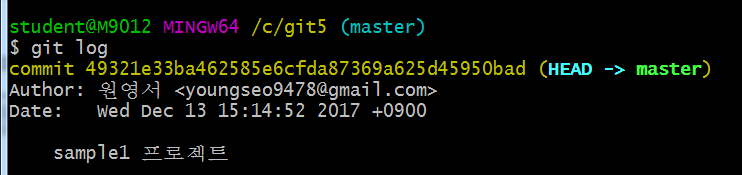 student@M9012 MINGW64 /c/git5 (master)
$ git log
commit 49321e33ba462585e6cfda87369a625d45950bad (HEAD -> master)
Author: 원영서 <youngseo9478@gmail.com>
Date:   Wed Dec 13 15:14:52 2017 +0900
sample1 프로젝트